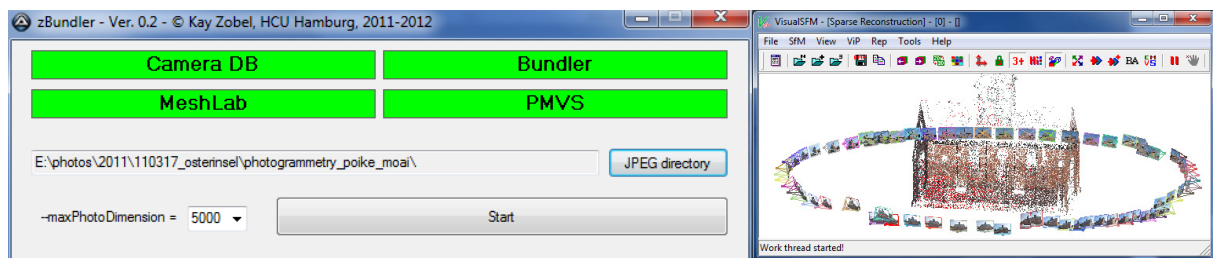 zBundler - Ver. 0.2 - © Kay Zobel, HCU Hamburg, 2011-2012
Camera DB
Bundler
MeshLab
PMVS
E:\photos\2011\110317_osterinsel\photogrammetry_poike_moai\
JPEG directory
--maxPhotoDimension =
5000
Start
VisualSFM - [Sparse Reconstruction] - [0] - []
File SfM View ViP Rep Tools Help
3+ BA
Work thread started!